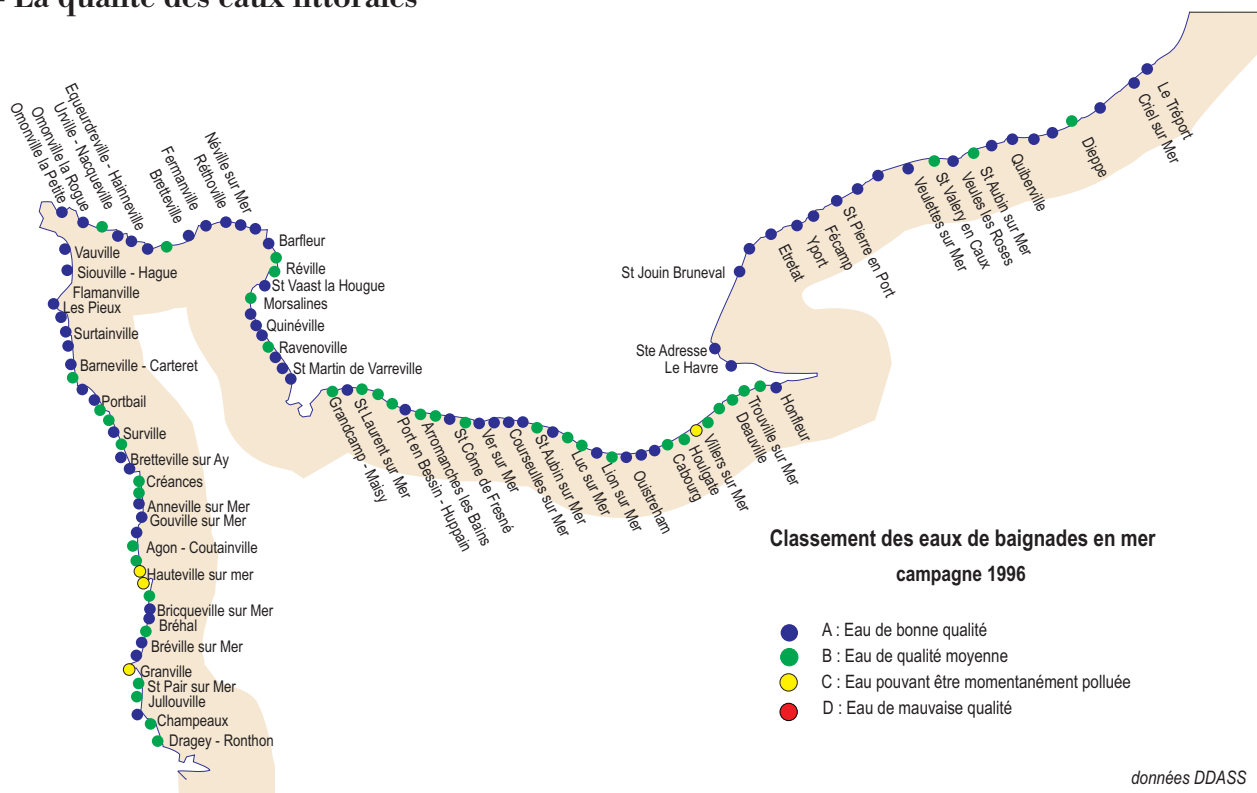 - La qualité des eaux littorales
Omonville la Petite
Omonville la Rogue
Urville - Nacqueville
Equeurdreville - Hainneville
Bretteville
Fermanville
Réthoville
Néville sur Mer
Barfleur
Réville
St Vaast la Hougue
Morsalines
Quinéville
Ravenoville
St Martin de Varreville
Vauville
Siouville - Hague
Flamanville
Les Pieux
Surtainville
Barneville - Carteret
Portbail
Surville
Bretteville sur Ay
Créances
Anneville sur Mer
Gouville sur Mer
Agon - Coutainville
Hauteville sur mer
Bricqueville sur Mer
Bréhal
Bréville sur Mer
Granville
St Pair sur Mer
Jullouville
Champeaux
Dragey - Ronthon
Grandcamp - Maisy
St Laurent sur Mer
Port en Bessin - Huppain
Arromanches les Bains
St Côme de Fresné
Ver sur Mer
Courseulles sur Mer
St Aubin sur Mer
Luc sur Mer
Lion sur Mer
Ouistreham
Cabourg
Houlgate
Villers sur Mer
Deauville
Trouville sur Mer
Honfleur
Le Havre
Ste Adresse
St Jouin Bruneval
Etretat
Yport
Fécamp
St Pierre en Port
Veulettes sur Mer
St Valery en Caux
Veules les Roses
St Aubin sur Mer
Quiberville
Dieppe
Criel sur Mer
Le Tréport
Classement des eaux de baignades en mer
campagne 1996
A : Eau de bonne qualité
B : Eau de qualité moyenne
C : Eau pouvant être momentanément polluée
D : Eau de mauvaise qualité
données DDASS